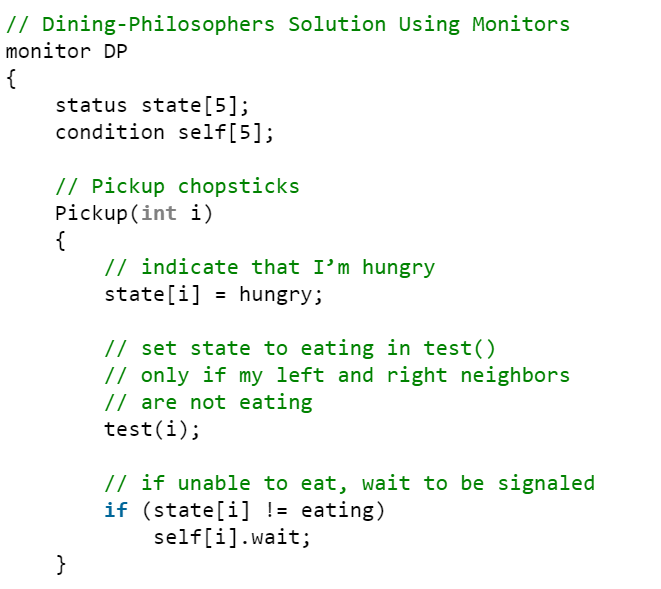 // Dining-Philosophers Solution Using Monitors
monitor DP
{
    status state[5];
    condition self[5];

    // Pickup chopsticks
    Pickup(int i)
    {
        // indicate that I’m hungry
        state[i] = hungry;

        // set state to eating in test()
        // only if my left and right neighbors
        // are not eating
        test(i);

        // if unable to eat, wait to be signaled
        if (state[i] != eating)
            self[i].wait;
    }